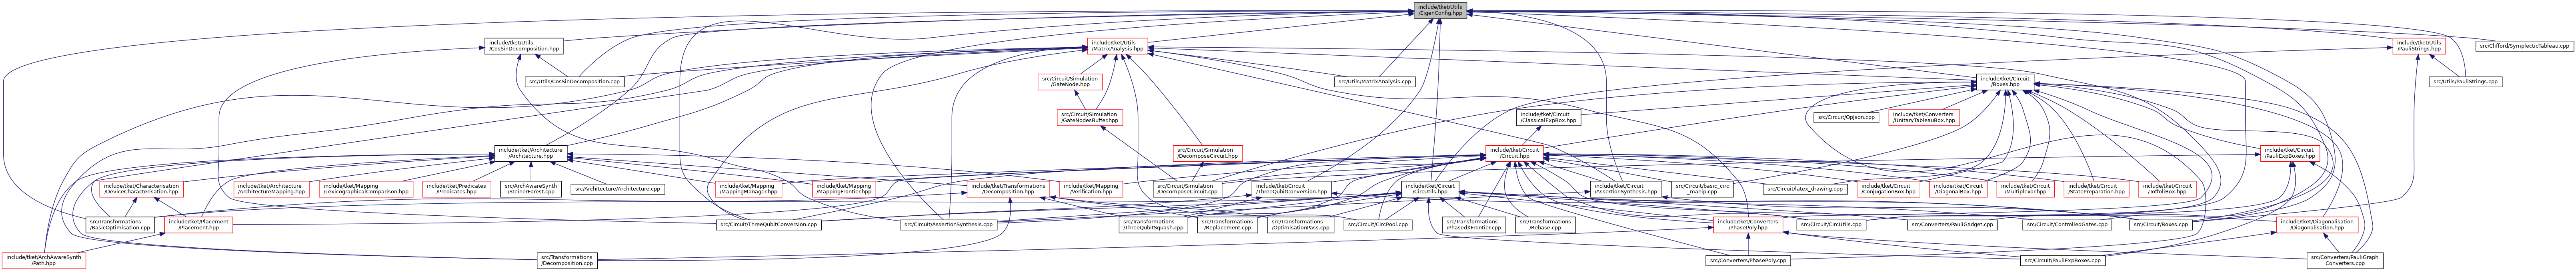 include/tket/Utils
/EigenConfig.hpp
include/tket/Utils
/CosSinDecomposition.hpp
include/tket/Utils
/MatrixAnalysis.hpp
include/tket/Utils
/PauliStrings.hpp
src/Clifford/SymplecticTableau.cpp
src/Utils/CosSinDecomposition.cpp
src/Circuit/Simulation
/GateNode.hpp
src/Utils/MatrixAnalysis.cpp
include/tket/Circuit
/Boxes.hpp
src/Utils/PauliStrings.cpp
src/Circuit/Simulation
/GateNodesBuffer.hpp
include/tket/Circuit
/ClassicalExpBox.hpp
src/Circuit/OpJson.cpp
include/tket/Converters
/UnitaryTableauBox.hpp
include/tket/Architecture
/Architecture.hpp
src/Circuit/Simulation
/DecomposeCircuit.hpp
include/tket/Circuit
/Circuit.hpp
include/tket/Circuit
/PauliExpBoxes.hpp
include/tket/Characterisation
/DeviceCharacterisation.hpp
include/tket/Architecture
/ArchitectureMapping.hpp
include/tket/Mapping
/LexicographicalComparison.hpp
include/tket/Predicates
/Predicates.hpp
src/ArchAwareSynth
/SteinerForest.cpp
src/Architecture/Architecture.cpp
include/tket/Mapping
/MappingManager.hpp
include/tket/Mapping
/MappingFrontier.hpp
include/tket/Transformations
/Decomposition.hpp
include/tket/Mapping
/Verification.hpp
src/Circuit/Simulation
/DecomposeCircuit.cpp
include/tket/Circuit
/ThreeQubitConversion.hpp
include/tket/Circuit
/CircUtils.hpp
include/tket/Circuit
/AssertionSynthesis.hpp
src/Circuit/basic_circ
_manip.cpp
src/Circuit/latex_drawing.cpp
include/tket/Circuit
/ConjugationBox.hpp
include/tket/Circuit
/DiagonalBox.hpp
include/tket/Circuit
/Multiplexor.hpp
include/tket/Circuit
/StatePreparation.hpp
include/tket/Circuit
/ToffoliBox.hpp
src/Transformations
/BasicOptimisation.cpp
include/tket/Placement
/Placement.hpp
src/Circuit/ThreeQubitConversion.cpp
src/Circuit/AssertionSynthesis.cpp
src/Transformations
/ThreeQubitSquash.cpp
src/Transformations
/Replacement.cpp
src/Transformations
/OptimisationPass.cpp
src/Circuit/CircPool.cpp
src/Transformations
/PhasedXFrontier.cpp
src/Transformations
/Rebase.cpp
include/tket/Converters
/PhasePoly.hpp
src/Circuit/CircUtils.cpp
src/Converters/PauliGadget.cpp
src/Circuit/ControlledGates.cpp
src/Circuit/Boxes.cpp
include/tket/Diagonalisation
/Diagonalisation.hpp
include/tket/ArchAwareSynth
/Path.hpp
src/Transformations
/Decomposition.cpp
src/Converters/PhasePoly.cpp
src/Circuit/PauliExpBoxes.cpp
src/Converters/PauliGraph
Converters.cpp